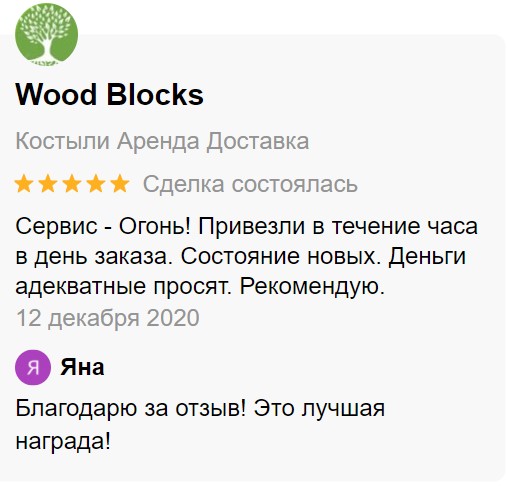 Wood Blocks
Костыли Аренда Доставка
Сделка состоялась
Сервис - Огонь! Привезли в течение часа
в день заказа. Состояние новых. Деньги
адекватные просят. Рекомендую.
12 декабря 2020
Я Яна
Благодарю за отзыв! Это лучшая
награда!